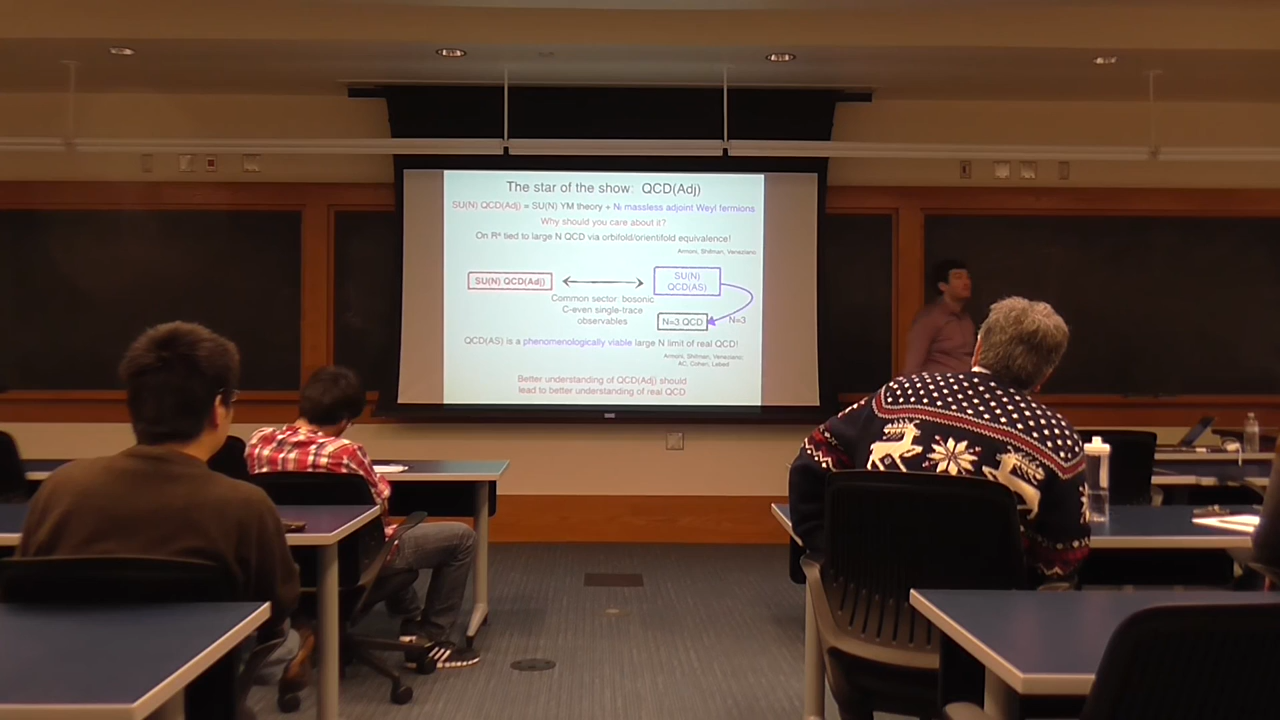 The star of the show: QCD(Adj)
SU(N) QCD(Adj) = SU(N) YM theory + Nf massless adjoint Weyl fermions
Why should you care about it?
On R⁴ tied to large N QCD via orbifold/orientifold equivalence!
Armoni, Shifman, Veneziano
SU(N) QCD(Adj)
SU(N)
QCD(AS)
Common sector: bosonic
C-even single-trace
observables
N=3 QCD
N=3
QCD(AS) is a phenomenologically viable large N limit of real QCD!
Armoni, Shifman, Veneziano;
AC, Cohen, Lebed
Better understanding of QCD(Adj) should
lead to better understanding of real QCD